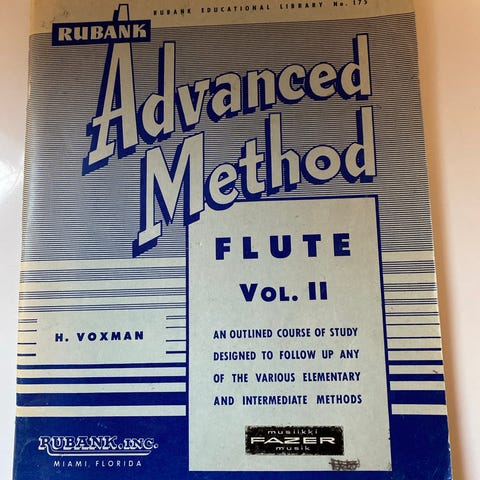 RUBANK EDUCATIONAL LIBRARY No. 175
RUBANK
Advanced
Method
FLUTE
VOL. II
H. VOXMAN
AN OUTLINED COURSE OF STUDY
DESIGNED TO FOLLOW UP ANY
OF THE VARIOUS ELEMENTARY
AND INTERMEDIATE METHODS
RUBANK, INC.
MIAMI, FLORIDA
musiikki
FAZER
musik